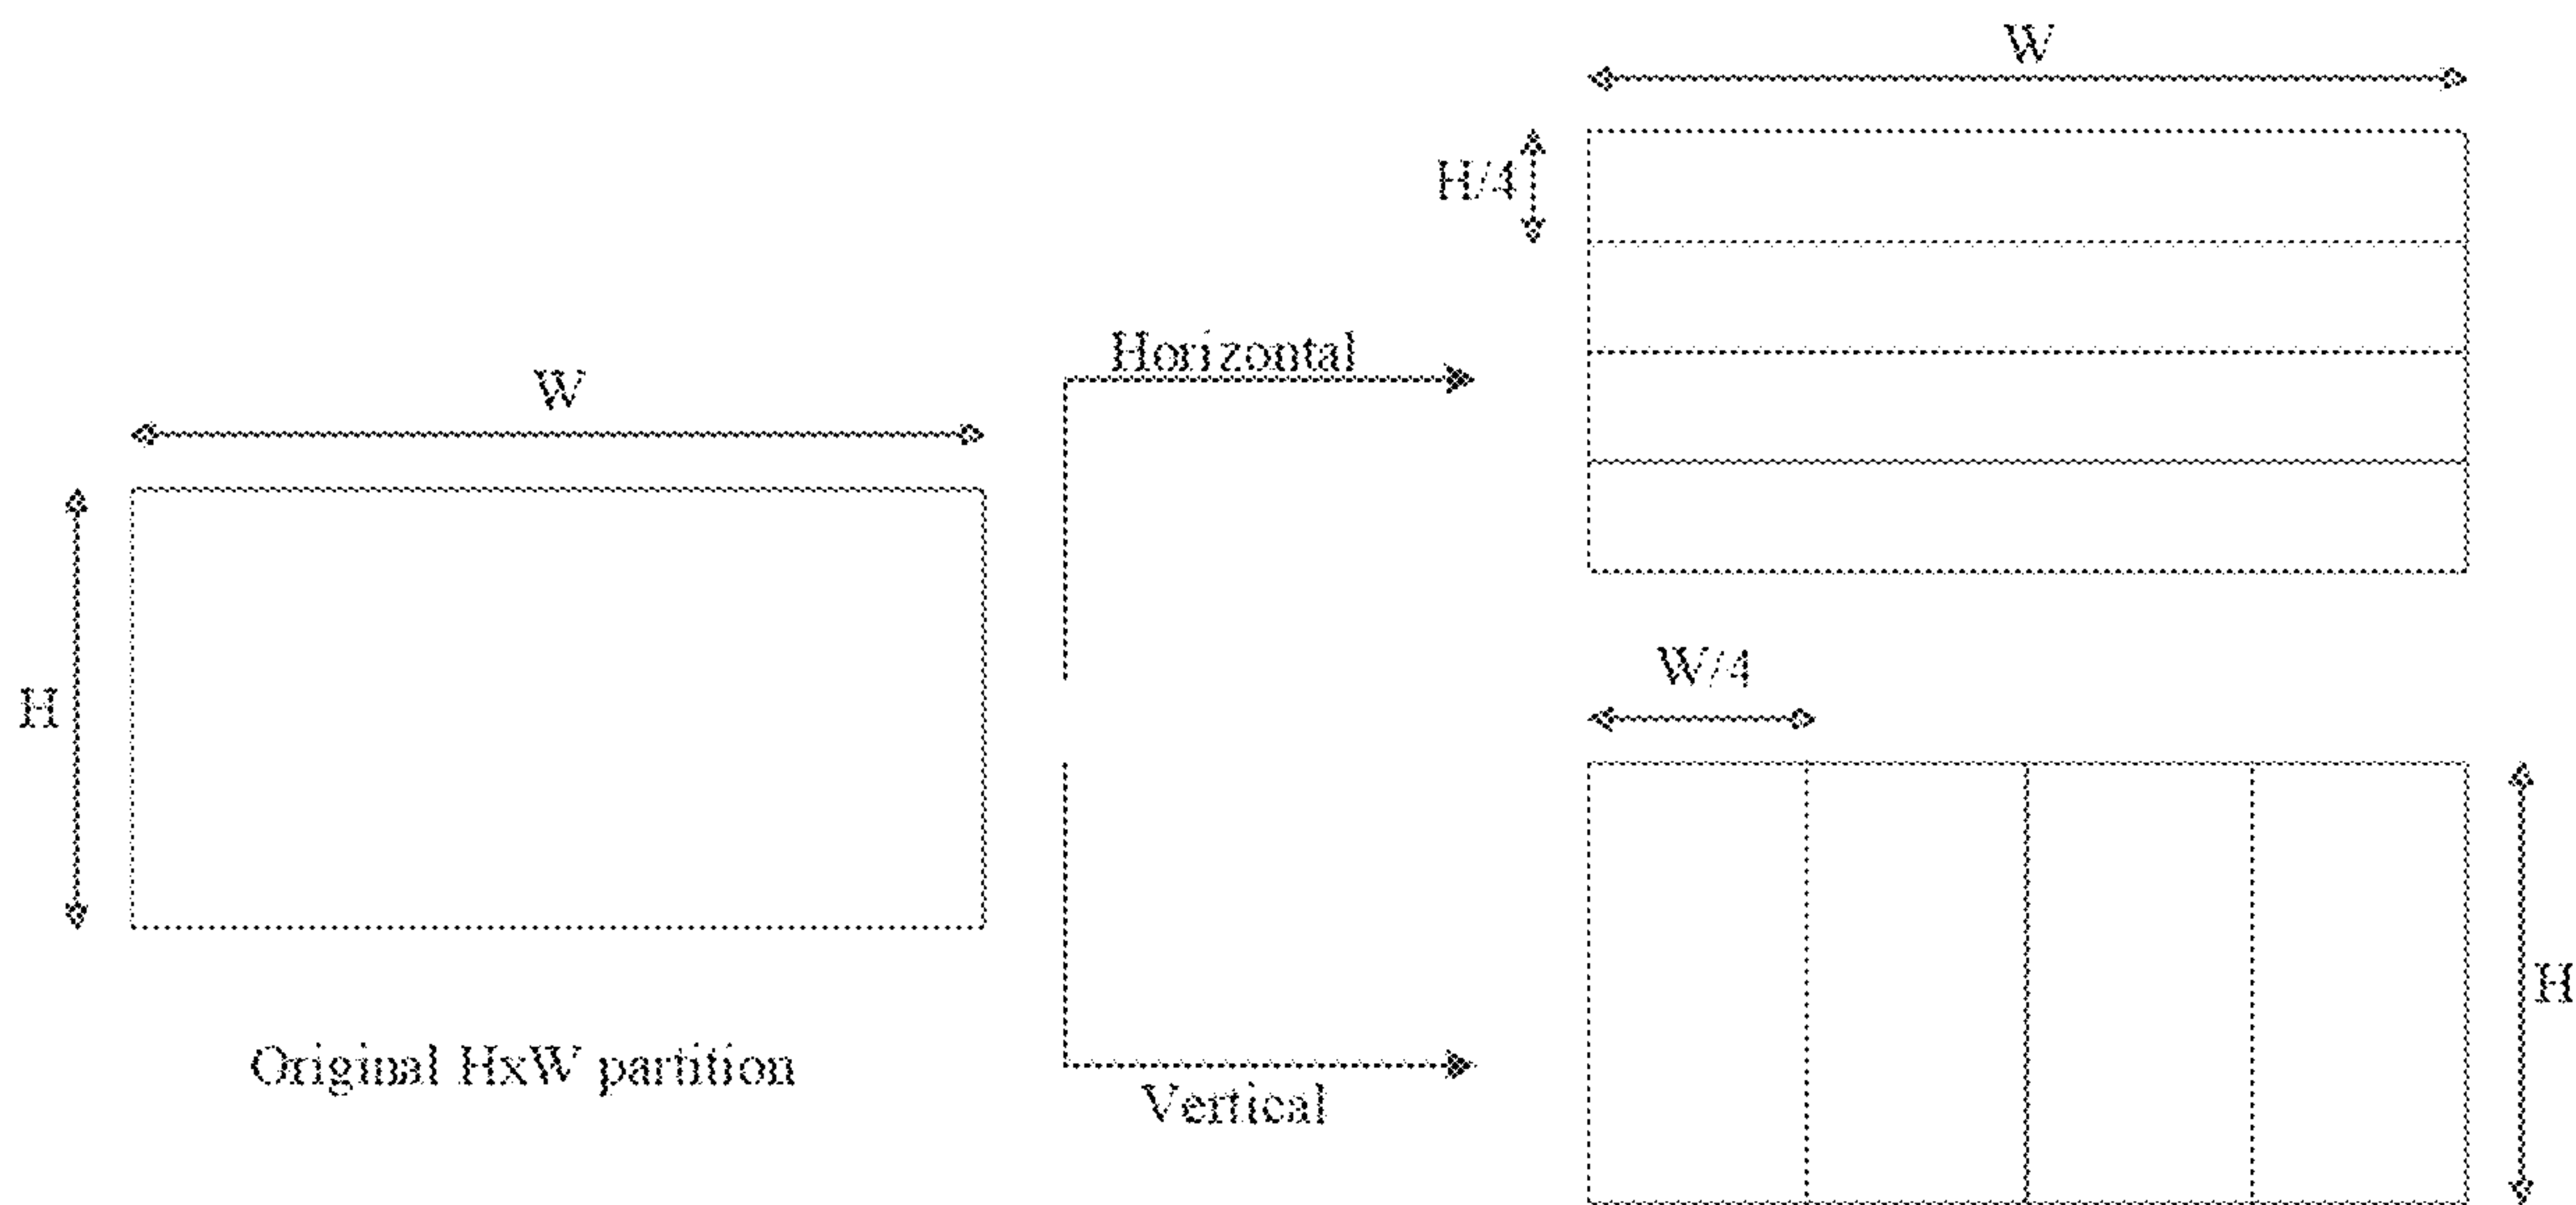 W
H/4
Horizontal
W
H
W/4
H
Original HxW partition
Vertical